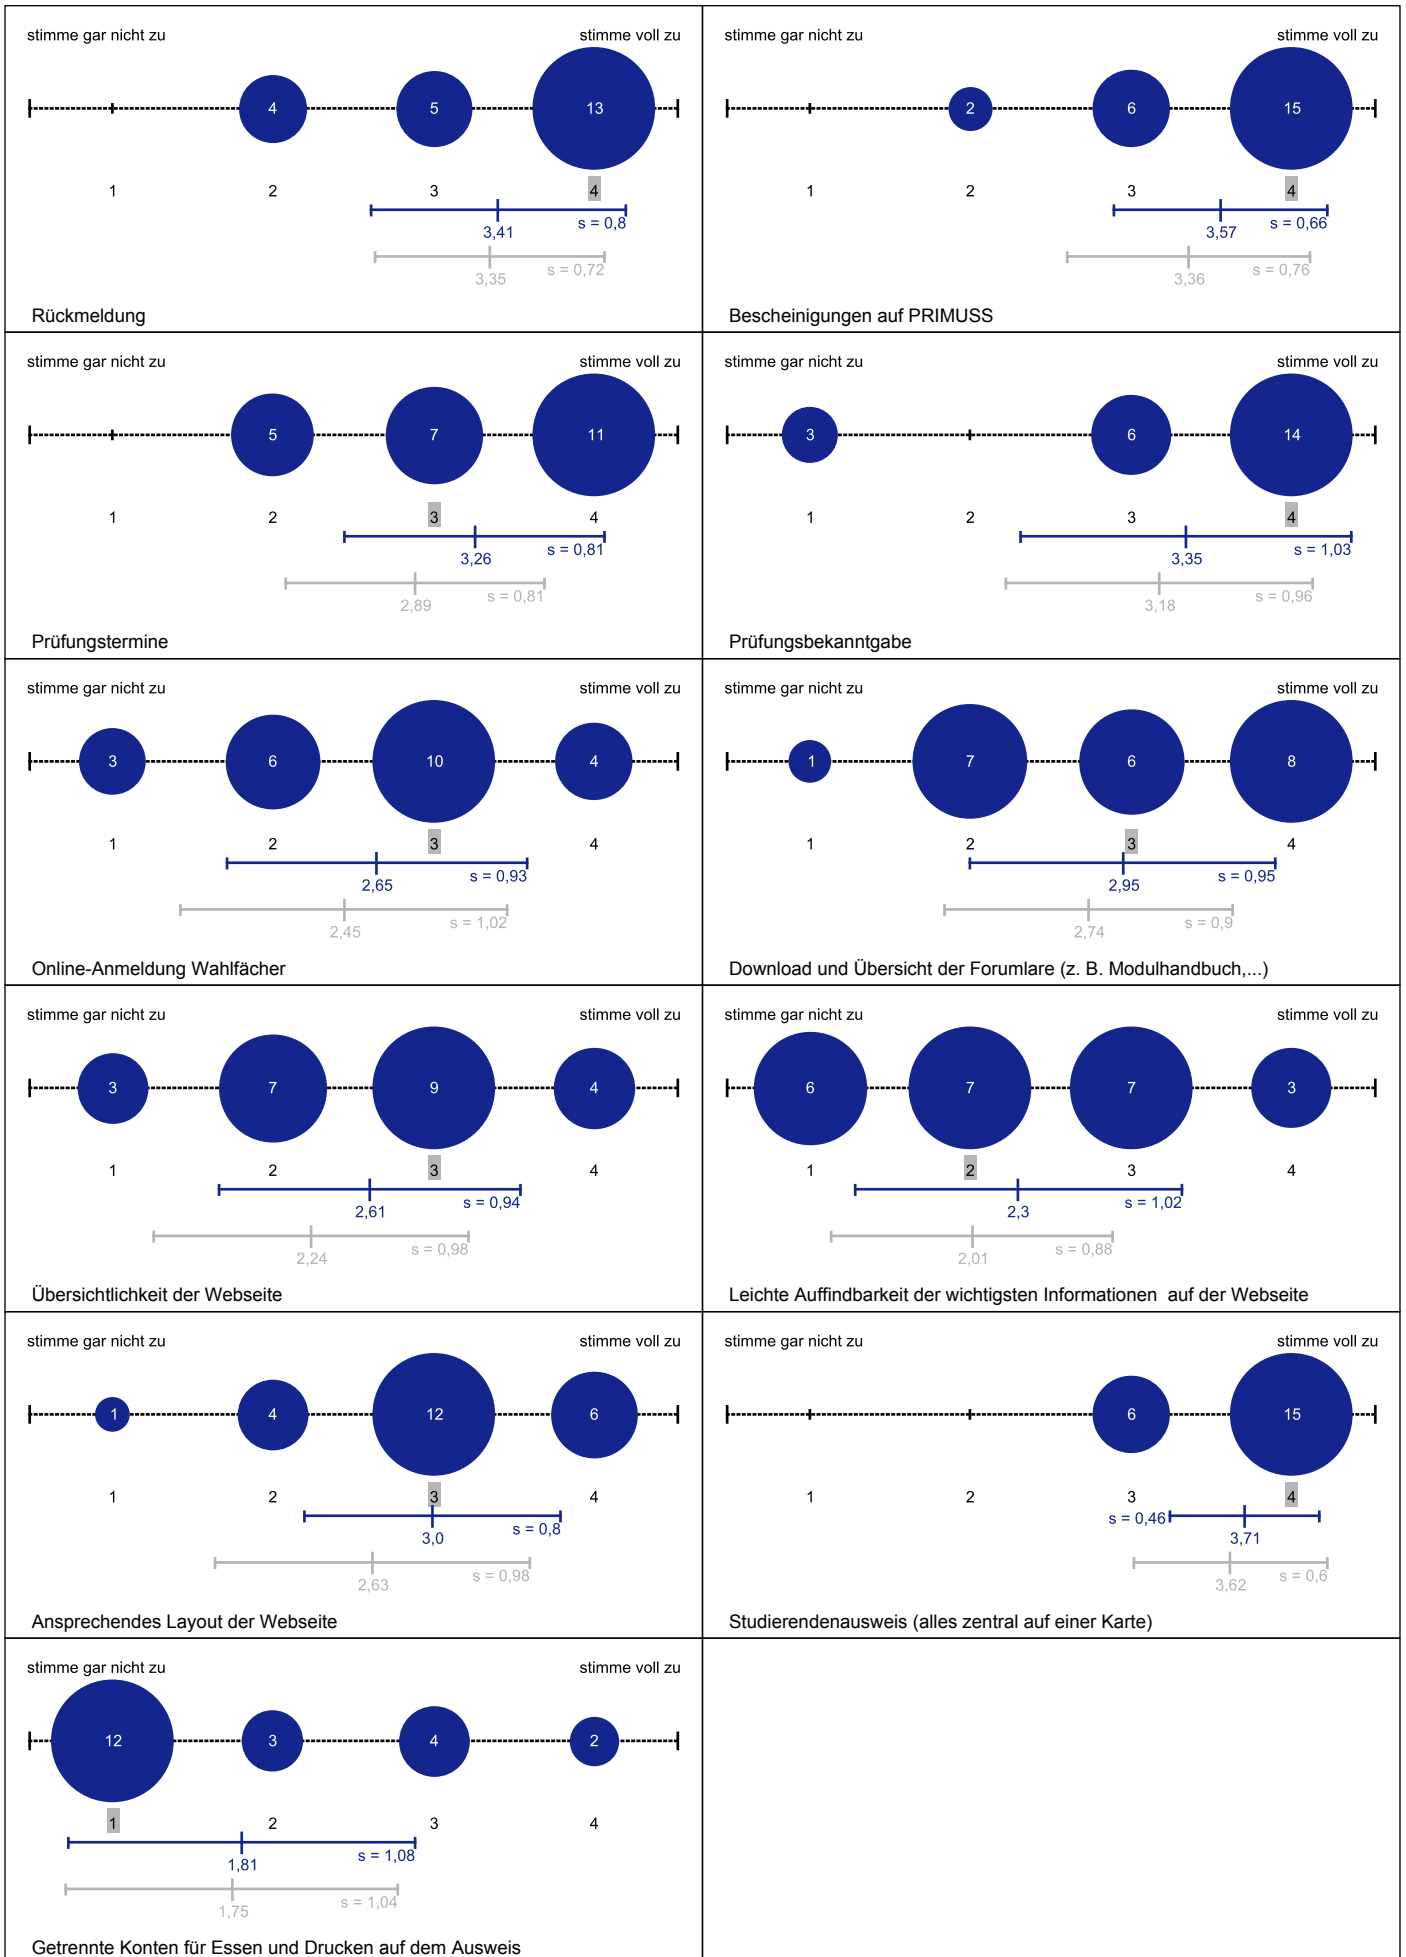 stimme gar nicht zu stimme voll zu
4 5 13
1 2 3 4
s = 0,8
3,41
s = 0,72
3,35
Rückmeldung
stimme gar nicht zu stimme voll zu
2 6 15
1 2 3 4
s = 0,66
3,57
s = 0,76
3,36
Bescheinigungen auf PRIMUSS
stimme gar nicht zu stimme voll zu
5 7 11
1 2 3 4
s = 0,81
3,26
s = 0,81
2,89
Prüfungstermine
stimme gar nicht zu stimme voll zu
3 6 14
1 2 3 4
s = 1,03
3,35
s = 0,96
3,18
Prüfungsbekanntgabe
stimme gar nicht zu stimme voll zu
3 6 10 4
1 2 3 4
s = 0,93
2,65
s = 1,02
2,45
Online-Anmeldung Wahlfächer
stimme gar nicht zu stimme voll zu
1 7 6 8
1 2 3 4
s = 0,95
2,95
s = 0,9
2,74
Download und Übersicht der Forumlare (z. B. Modulhandbuch,...)
stimme gar nicht zu stimme voll zu
3 7 9 4
1 2 3 4
s = 0,94
2,61
s = 0,98
2,24
Übersichtlichkeit der Webseite
stimme gar nicht zu stimme voll zu
6 7 7 3
1 2 3 4
s = 1,02
2,3
s = 0,88
2,01
Leichte Auffindbarkeit der wichtigsten Informationen  auf der Webseite
stimme gar nicht zu stimme voll zu
1 4 12 6
1 2 3 4
s = 0,8
3,0
s = 0,98
2,63
Ansprechendes Layout der Webseite
stimme gar nicht zu stimme voll zu
6 15
1 2 3 4
s = 0,46
3,71
s = 0,6
3,62
Studierendenausweis (alles zentral auf einer Karte)
stimme gar nicht zu stimme voll zu
12 3 4 2
1 2 3 4
s = 1,08
1,81
s = 1,04
1,75
Getrennte Konten für Essen und Drucken auf dem Ausweis